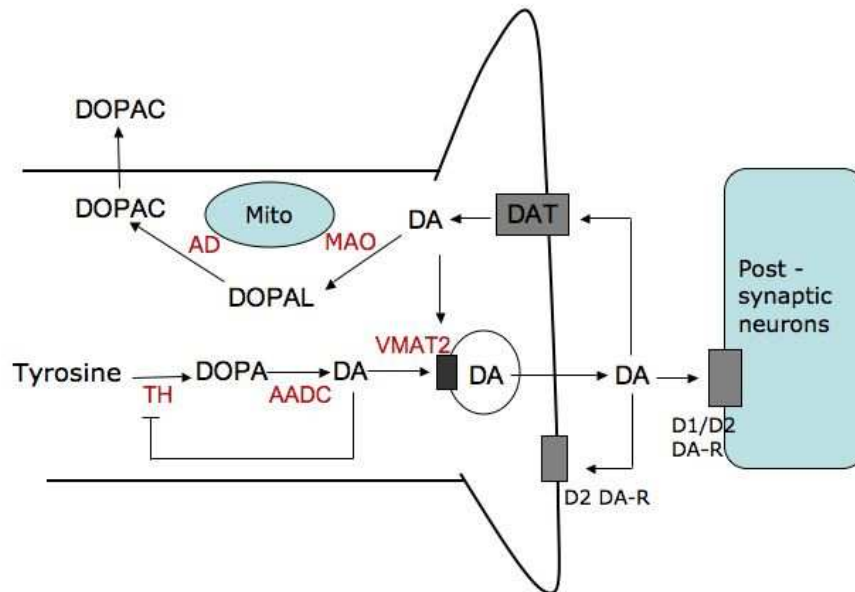 DOPAC
DOPAC
Mito
DA
DAT
AD
MAO
DOPAL
Post -
synaptic
neurons
VMAT2
Tyrosine
DOPA
DA
DA
DA
TH
AADC
D1/D2
DA-R
D2 DA-R